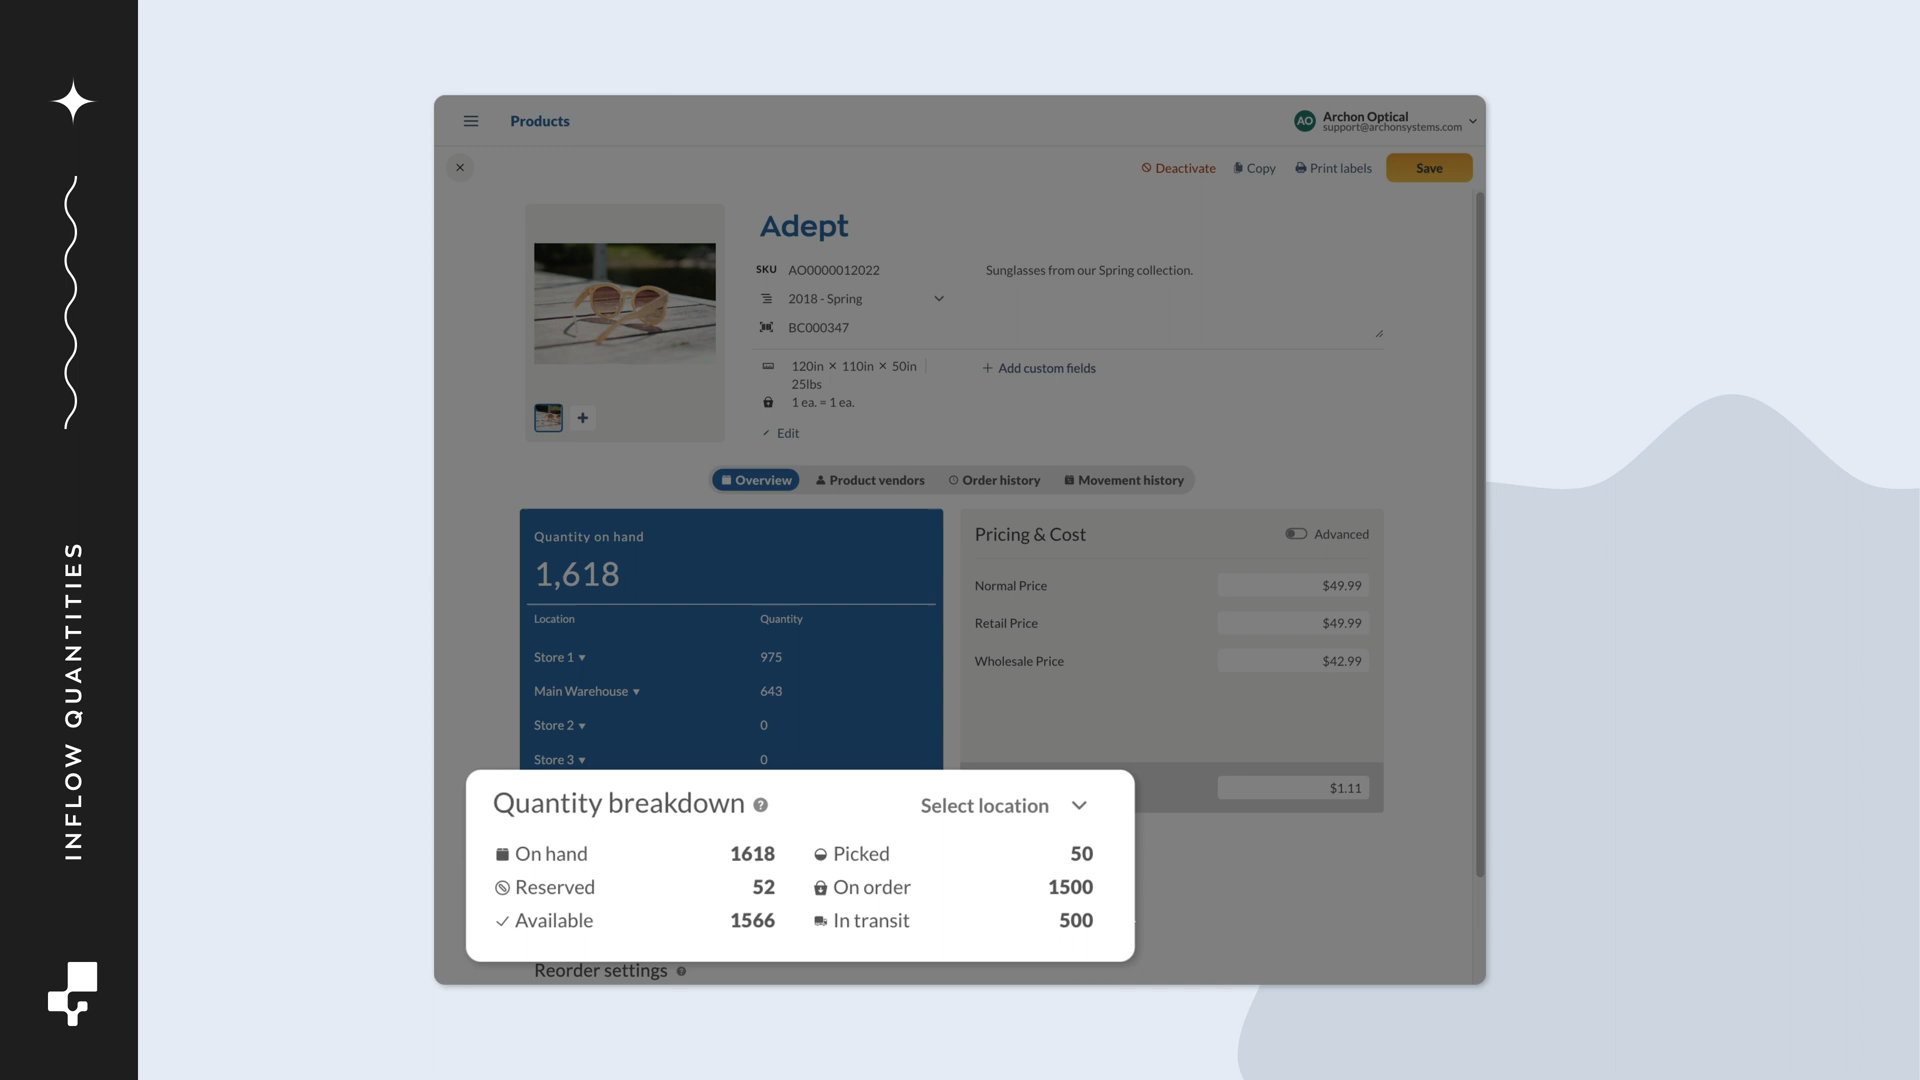 INFLOW QUANTITIES
Products
AO
Archon Optical
support@archonsystems.com
Deactivate
Copy
Print labels
Save
Adept
SKU AO0000012022
Sunglasses from our Spring collection.
2018 - Spring
BC000347
120in × 110in × 50in
25lbs
1 ea. = 1 ea.
Edit
+ Add custom fields
Overview
Product vendors
Order history
Movement history
Quantity on hand
1,618
Location Quantity
Store 1 975
Main Warehouse 643
Store 2 0
Store 3 0
Pricing & Cost
Advanced
Normal Price $49.99
Retail Price $49.99
Wholesale Price $42.99
$1.11
Quantity breakdown ?
Select location
On hand 1618 Picked 50
Reserved 52 On order 1500
Available 1566 In transit 500
Reorder settings ?